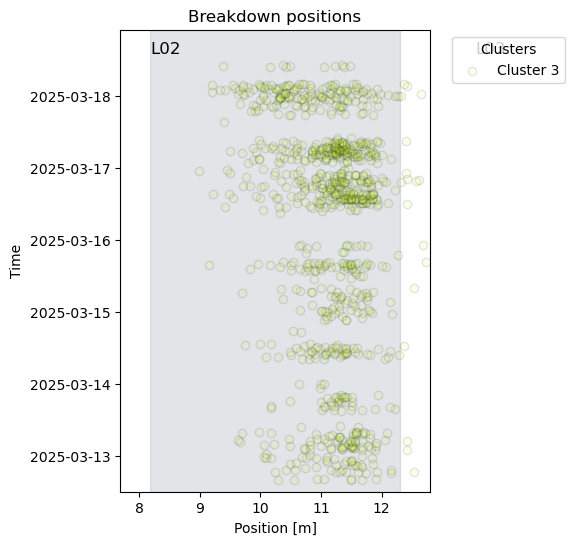 Breakdown positions
L02
Clusters
Cluster 3
2025-03-18
2025-03-17
2025-03-16
2025-03-15
2025-03-14
2025-03-13
Time
8 9 10 11 12
Position [m]